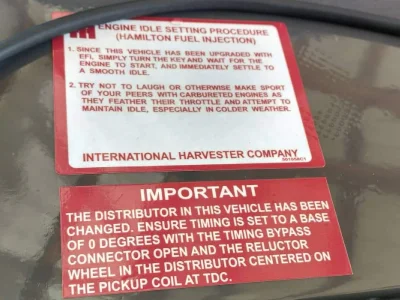 ENGINE IDLE SETTING PROCEDURE
(HAMILTON FUEL INJECTION)
1. SINCE THIS VEHICLE HAS BEEN UPGRADED WITH
EFI, SIMPLY TURN THE KEY AND WAIT FOR THE
ENGINE TO START, AND IMMEDIATELY SETTLE TO
A SMOOTH IDLE.
2. TRY NOT TO LAUGH OR OTHERWISE MAKE SPORT
OF YOUR PEERS WITH CARBURETED ENGINES AS
THEY FEATHER THEIR THROTTLE AND ATTEMPT TO
MAINTAIN IDLE, ESPECIALLY IN COLDER WEATHER.
INTERNATIONAL HARVESTER COMPANY
IMPORTANT
THE DISTRIBUTOR IN THIS VEHICLE HAS BEEN
CHANGED. ENSURE TIMING IS SET TO A BASE
OF 0 DEGREES WITH THE TIMING BYPASS
CONNECTOR OPEN AND THE RELUCTOR
WHEEL IN THE DISTRIBUTOR CENTERED ON
THE PICKUP COIL AT TDC.